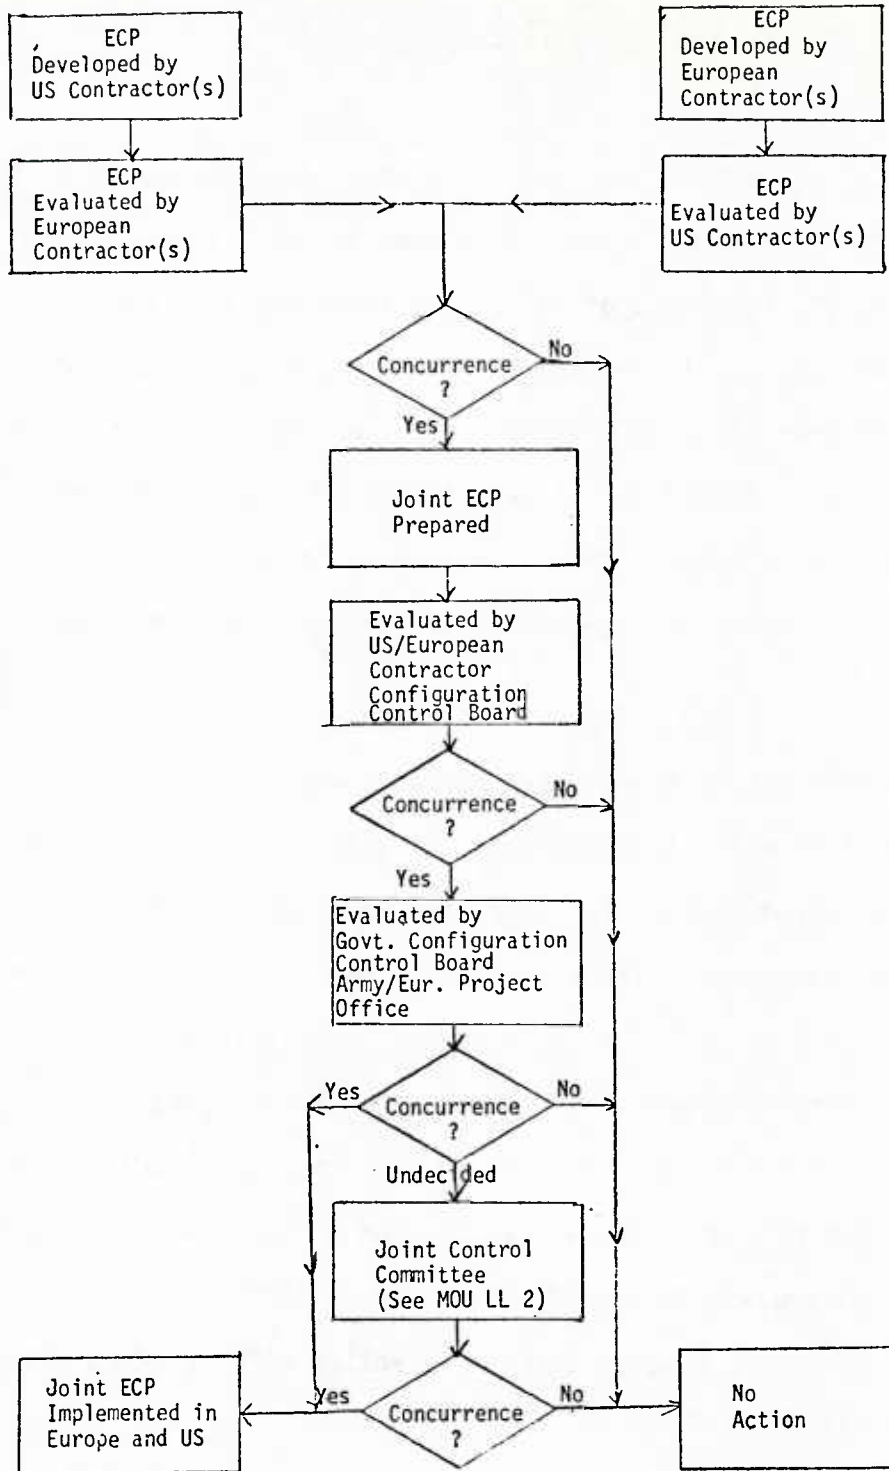 ECP
Developed by
US Contractor(s)
ECP
Developed by
European
Contractor(s)
ECP
Evaluated by
European
Contractor(s)
ECP
Evaluated by
US Contractor(s)
Concurrence
?
No
Yes
Joint ECP
Prepared
Evaluated by
US/European
Contractor
Configuration
Control Board
Concurrence
?
No
Yes
Evaluated by
Govt. Configuration
Control Board
Army/Eur. Project
Office
Yes
Concurrence
?
No
Undecided
Joint Control
Committee
(See MOU LL 2)
Joint ECP
Implemented in
Europe and US
Yes
Concurrence
?
No
No
Action